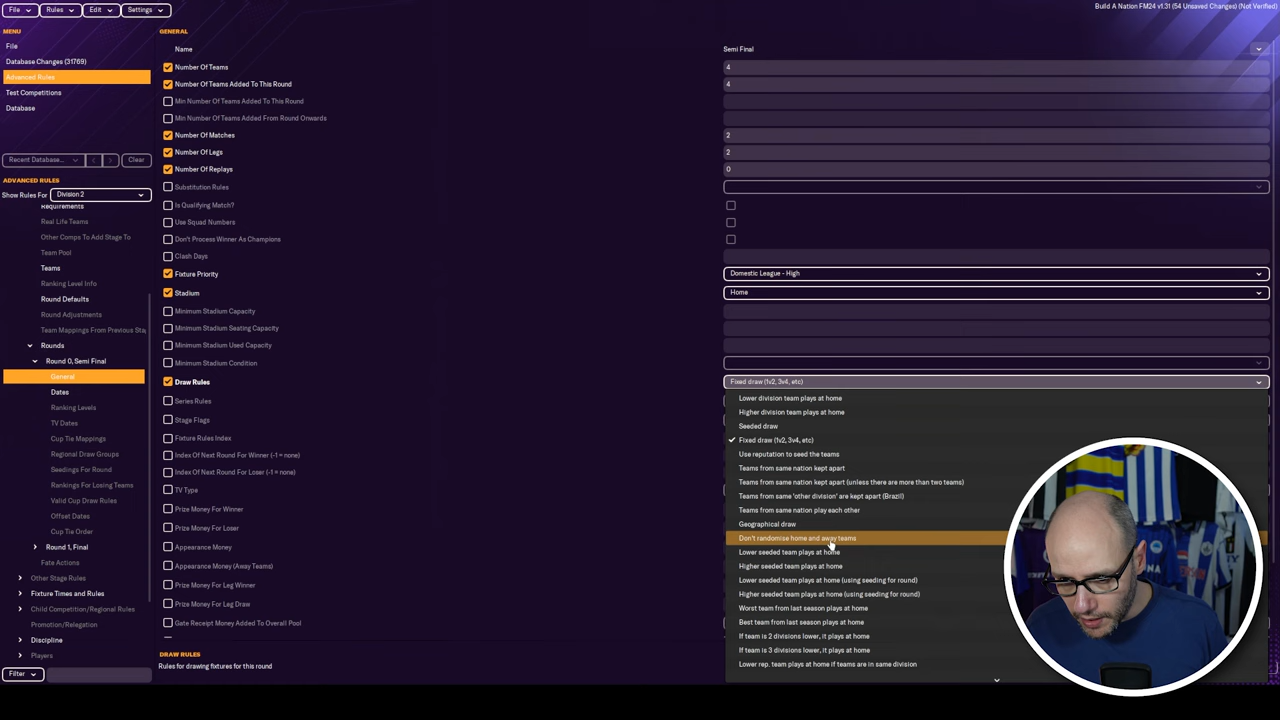 File
Rules
Edit
Settings
Build A Nation FM24 v1.31 (54 Unsaved Changes) (Not Verified)
MENU
File
Database Changes (31769)
Advanced Rules
Test Competitions
Database
Recent Database...
Clear
ADVANCED RULES
Show Rules For
Division 2
Requirements
Real Life Teams
Other Comps To Add Stage To
Team Pool
Teams
Ranking Level Info
Round Defaults
Round Adjustments
Team Mappings From Previous Sta
Rounds
Round 0, Semi Final
General
Dates
Ranking Levels
TV Dates
Cup Tie Mappings
Regional Draw Groups
Seedings For Round
Rankings For Losing Teams
Valid Cup Draw Rules
Offset Dates
Cup Tie Order
Round 1, Final
Fate Actions
Other Stage Rules
Fixture Times and Rules
Child Competition/Regional Rules
Promotion/Relegation
Discipline
Players
Filter
GENERAL
Name
Semi Final
Number Of Teams
4
Number Of Teams Added To This Round
4
Min Number Of Teams Added To This Round
Min Number Of Teams Added From Round Onwards
Number Of Matches
2
Number Of Legs
2
Number Of Replays
0
Substitution Rules
Is Qualifying Match?
Use Squad Numbers
Don't Process Winner As Champions
Clash Days
Fixture Priority
Domestic League - High
Stadium
Home
Minimum Stadium Capacity
Minimum Stadium Seating Capacity
Minimum Stadium Used Capacity
Minimum Stadium Condition
Draw Rules
Fixed draw (1v2, 3v4, etc)
Series Rules
Stage Flags
Fixture Rules Index
Index Of Next Round For Winner (-1 = none)
Index Of Next Round For Loser (-1 = none)
TV Type
Prize Money For Winner
Prize Money For Loser
Appearance Money
Appearance Money (Away Teams)
Prize Money For Leg Winner
Prize Money For Leg Draw
Gate Receipt Money Added To Overall Pool
Lower division team plays at home
Higher division team plays at home
Seeded draw
Fixed draw (1v2, 3v4, etc)
Use reputation to seed the teams
Teams from same nation kept apart
Teams from same nation kept apart (unless there are more than two teams)
Teams from same 'other division' are kept apart (Brazil)
Teams from same nation play each other
Geographical draw
Don't randomise home and away teams
Lower seeded team plays at home
Higher seeded team plays at home
Lower seeded team plays at home (using seeding for round)
Higher seeded team plays at home (using seeding for round)
Worst team from last season plays at home
Best team from last season plays at home
If team is 2 divisions lower, it plays at home
If team is 3 divisions lower, it plays at home
Lower rep. team plays at home if teams are in same division
DRAW RULES
Rules for drawing fixtures for this round